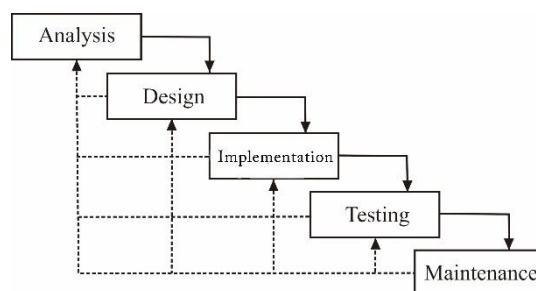 Analysis
Design
Implementation
Testing
Maintenance